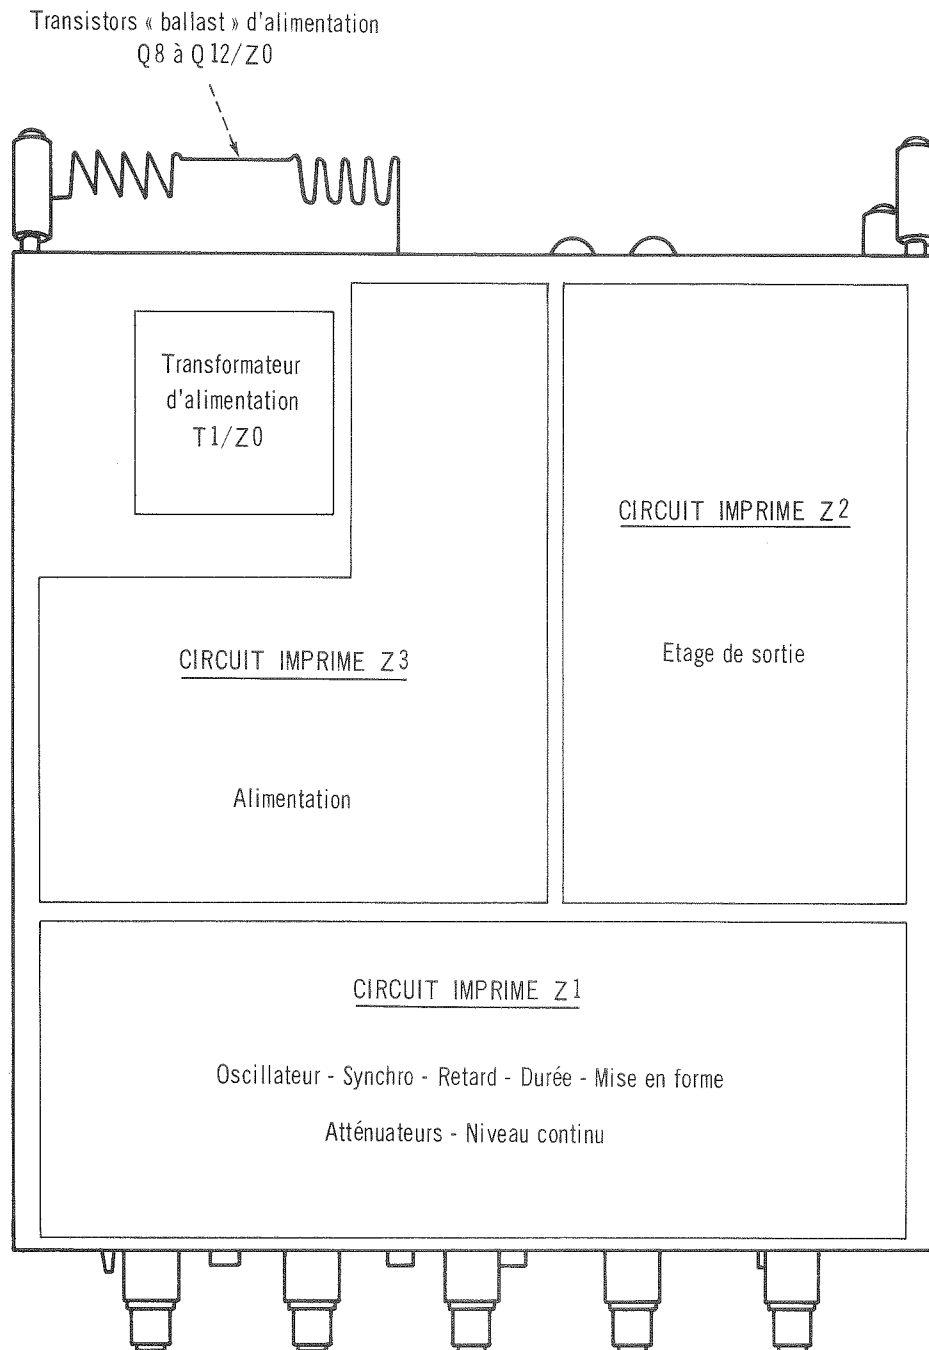 Transistors « ballast » d'alimentation
Q8 à Q12/Z0
Transformateur
d'alimentation
T1/Z0
CIRCUIT IMPRIME Z2
Etage de sortie
CIRCUIT IMPRIME Z3
Alimentation
CIRCUIT IMPRIME Z1
Oscillateur - Synchro - Retard - Durée - Mise en forme
Atténuateurs - Niveau continu